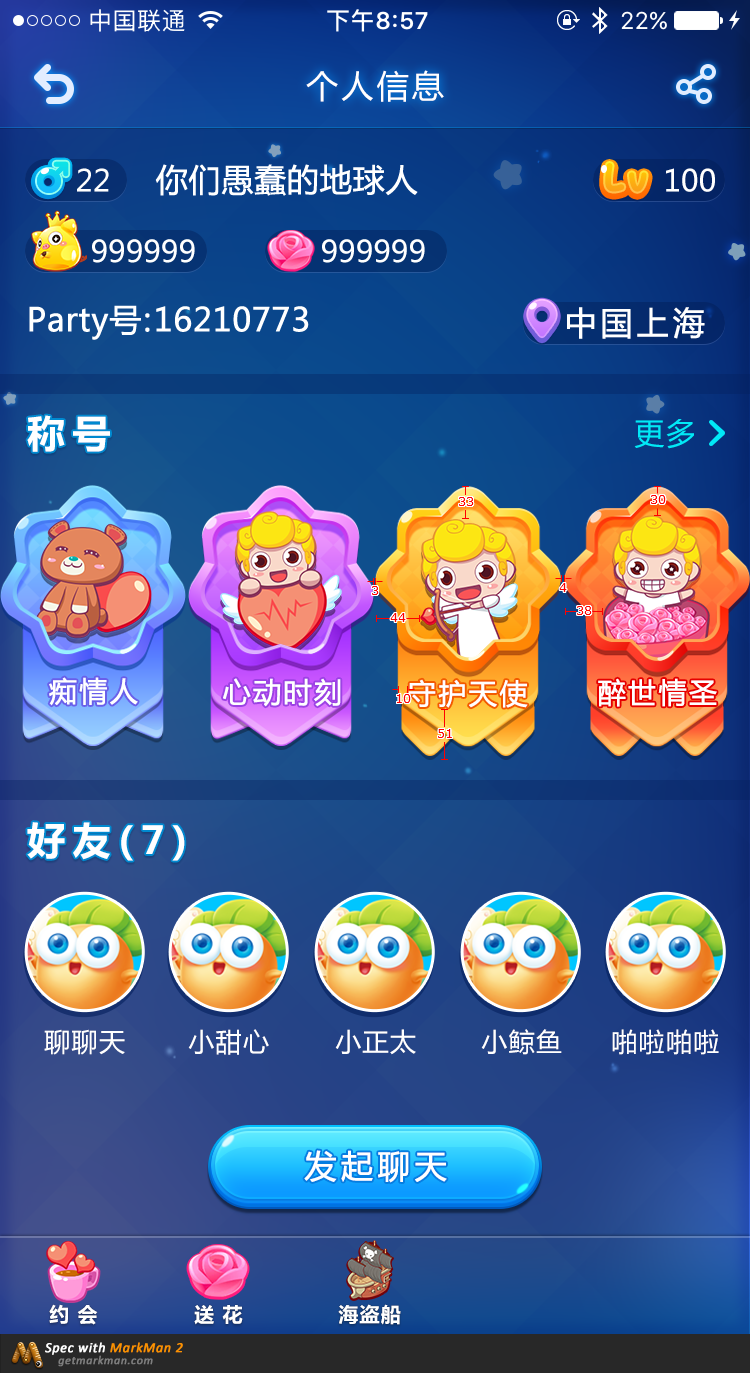 中国联通 下午8:57 22%
个人信息
22 你们愚蠢的地球人 Lv 100
999999 999999
Party号:16210773 中国上海
称号 更多
33 30
3 4
44 38
痴情人 心动时刻 守护天使 醉世情圣
10
51
好友(7)
聊聊天 小甜心 小正太 小鲸鱼 啪啦啪啦
发起聊天
约会 送花 海盗船
Spec with MarkMan 2
getmarkman.com